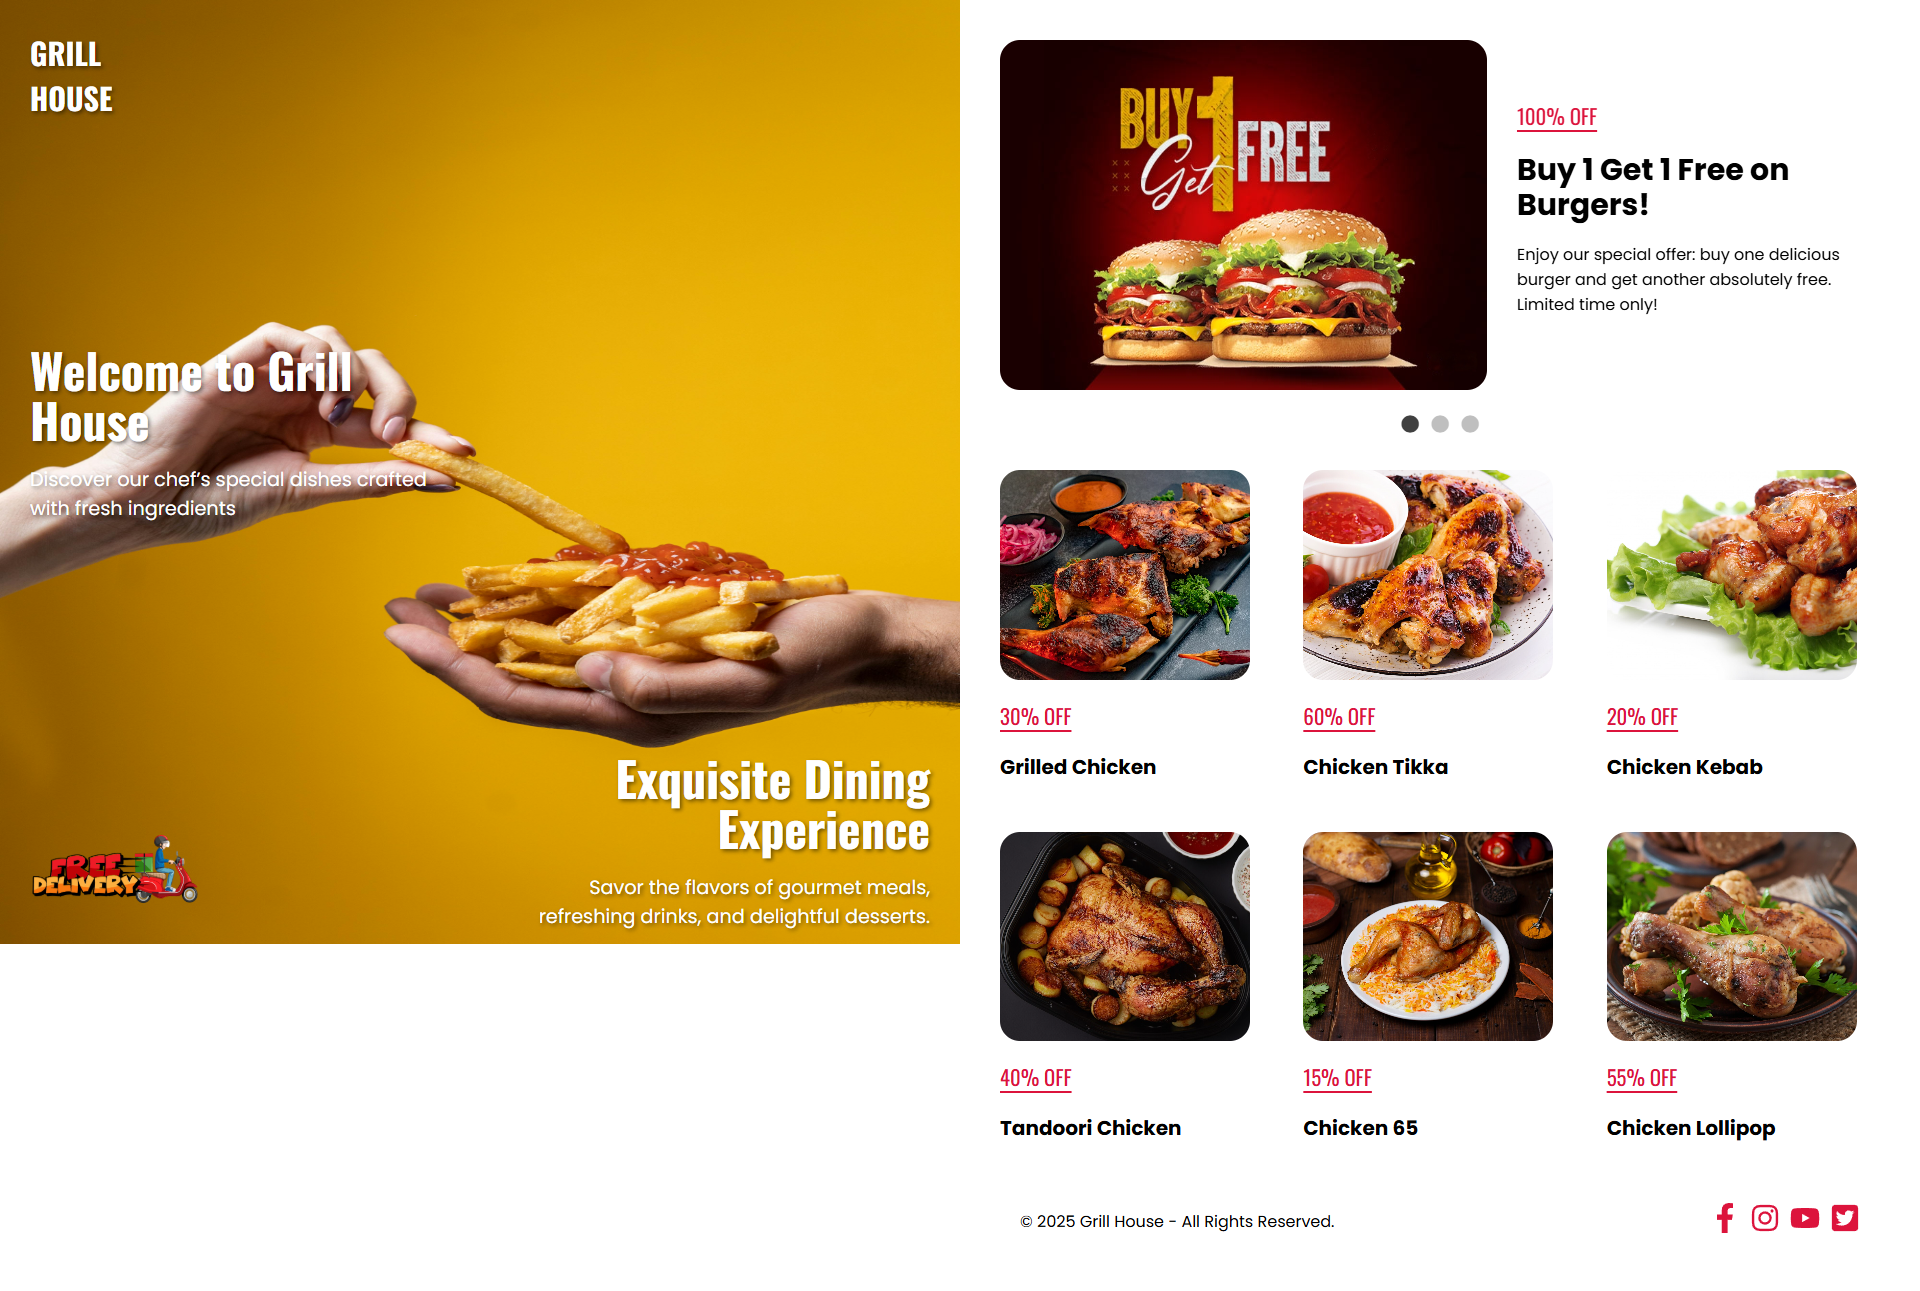 GRILL
HOUSE
Welcome to Grill
House
Discover our chef’s special dishes crafted
with fresh ingredients
Exquisite Dining
Experience
Savor the flavors of gourmet meals,
refreshing drinks, and delightful desserts.
FREE
DELIVERY
BUY 1
Get FREE
100% OFF
Buy 1 Get 1 Free on
Burgers!
Enjoy our special offer: buy one delicious
burger and get another absolutely free.
Limited time only!
30% OFF
Grilled Chicken
60% OFF
Chicken Tikka
20% OFF
Chicken Kebab
40% OFF
Tandoori Chicken
15% OFF
Chicken 65
55% OFF
Chicken Lollipop
© 2025 Grill House - All Rights Reserved.